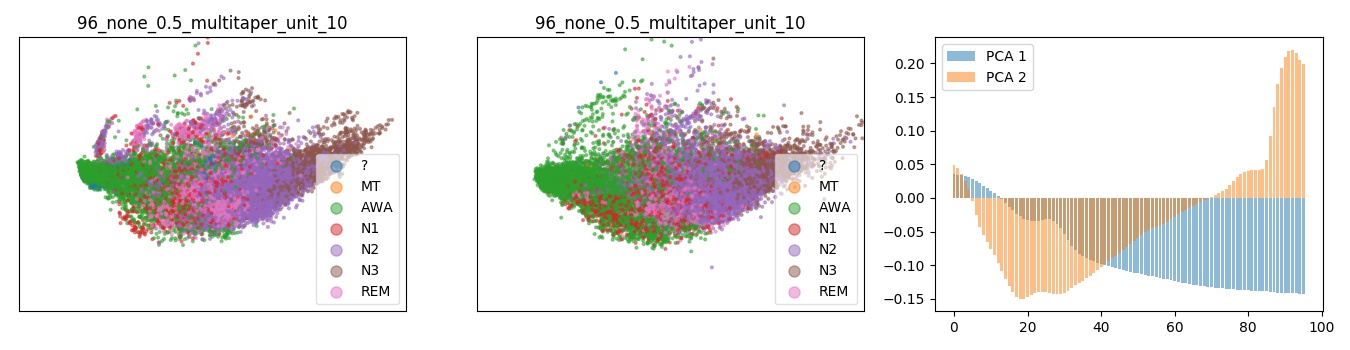 96_none_0.5_multitaper_unit_10
?
MT
AWA
N1
N2
N3
REM
96_none_0.5_multitaper_unit_10
?
MT
AWA
N1
N2
N3
REM
PCA 1
PCA 2
0.20
0.15
0.10
0.05
0.00
−0.05
−0.10
−0.15
0 20 40 60 80 100